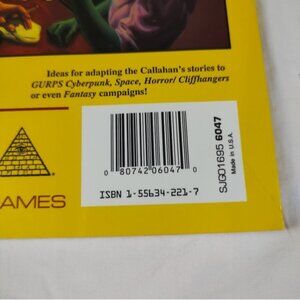 Ideas for adapting the Callahan's stories to
GURPS Cyberpunk, Space, Horror/ Cliffhangers
or even Fantasy campaigns!
0 80742 06047 0
ISBN 1-55634-221-7
SJG01695 6047
Made in U.S.A.
AMES